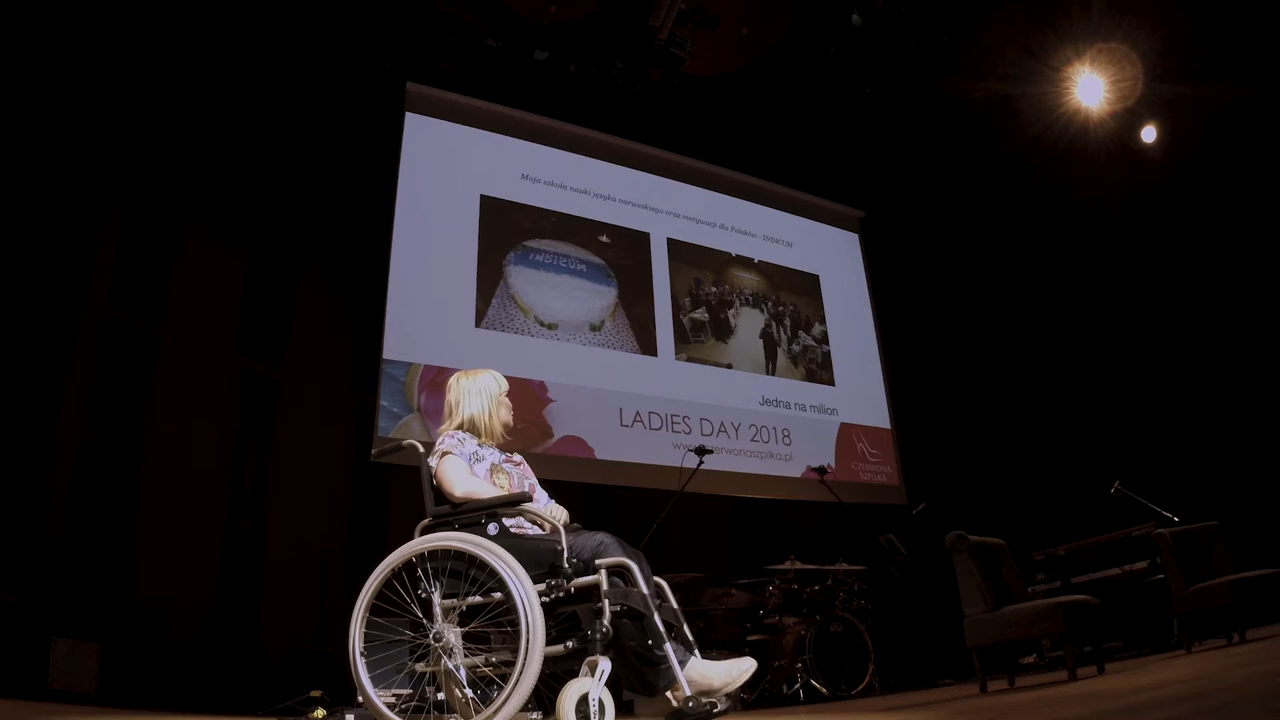 Moja szkoła nauki języka norweskiego oraz motywacji dla Polaków - INDICUM
INDICUM
Jedna na milion
LADIES DAY 2018
www.czerwonaszpilka.pl
CZERWONA
SZPILKA